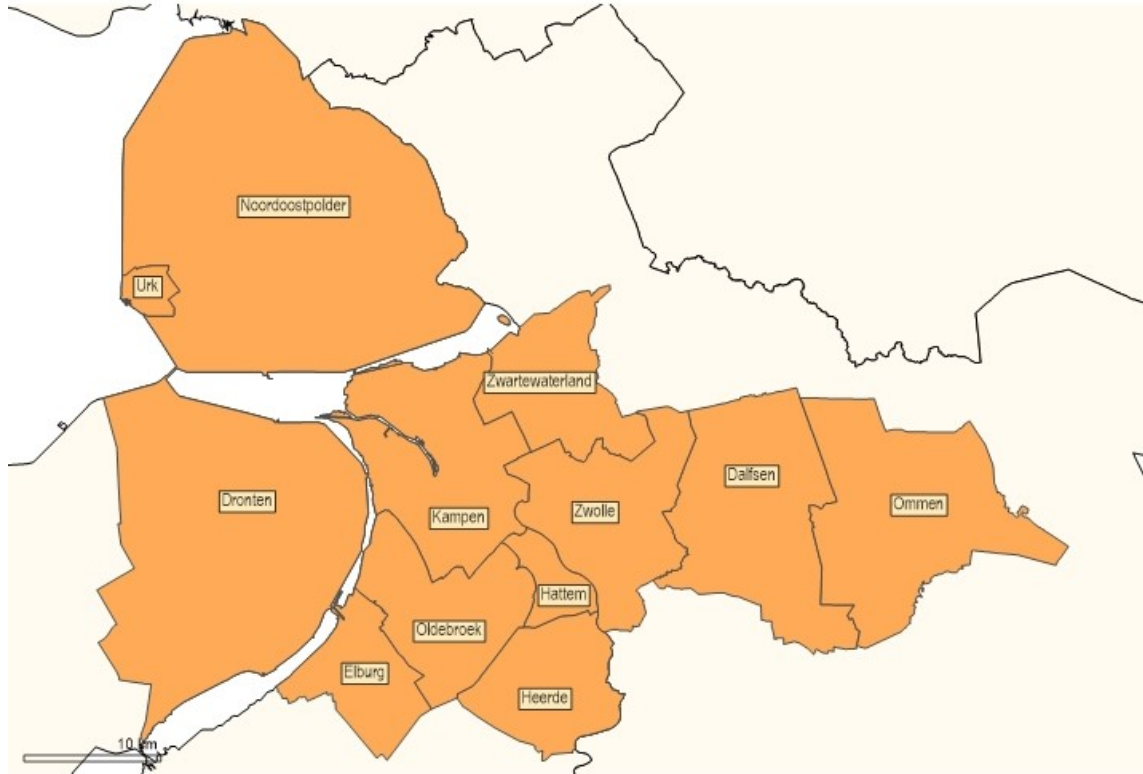 Noordoostpolder
Urk
Zwartewaterland
Dalfsen
Dronten
Ommen
Kampen
Zwolle
Hattem
Oldebroek
Elburg
Heerde
10 km